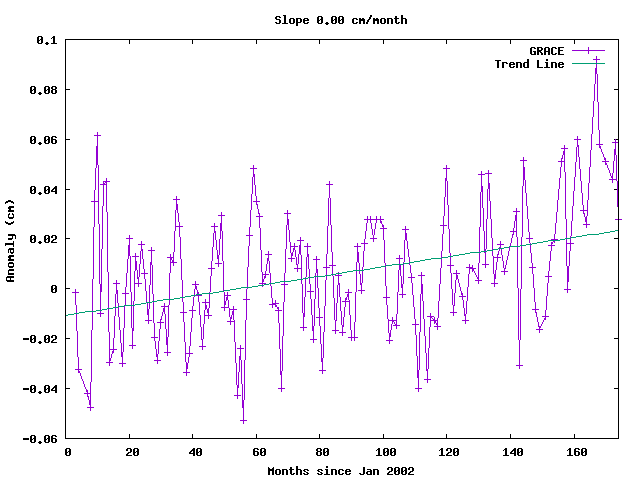 Slope 0.00 cm/month
0.1
GRACE
Trend Line
0.08
0.06
0.04
0.02
0
-0.02
-0.04
-0.06
Anomaly (cm)
0 20 40 60 80 100 120 140 160
Months since Jan 2002